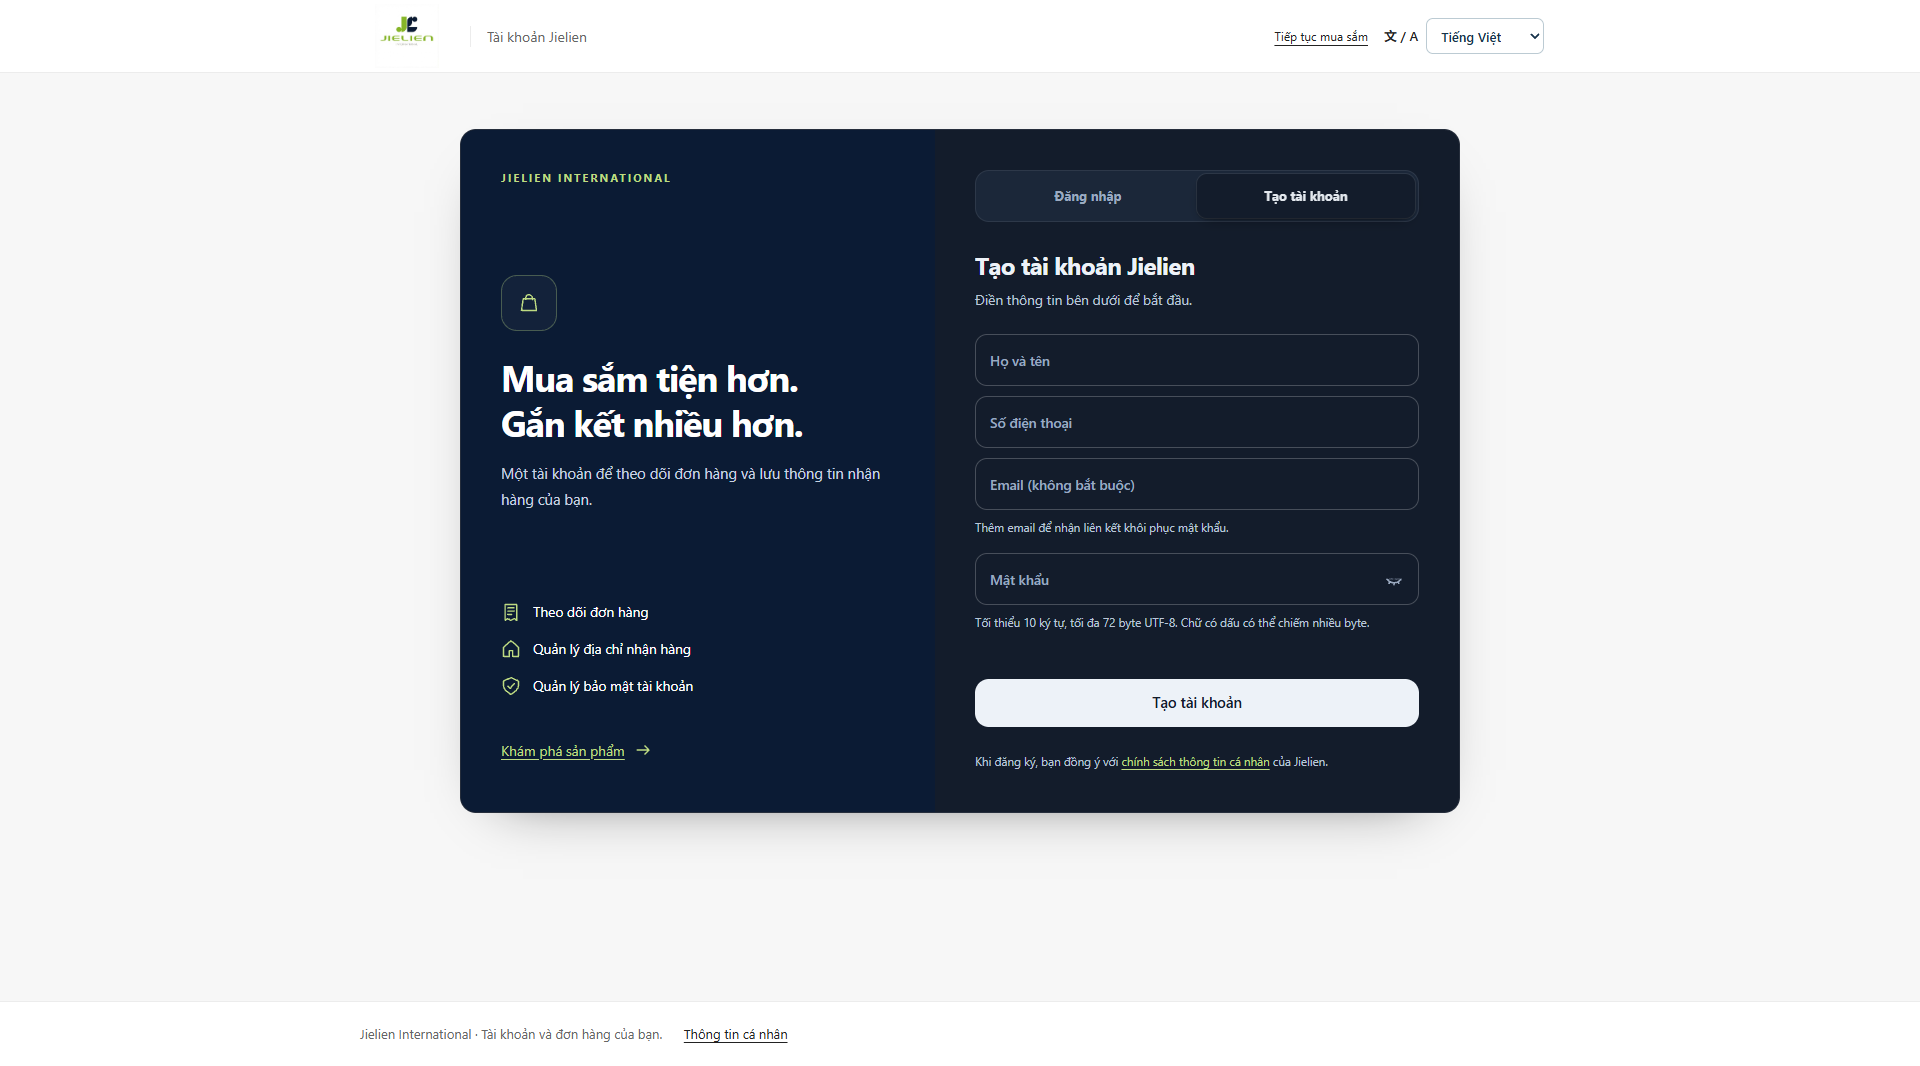 JIELIEN
Tài khoản Jielien
Tiếp tục mua sắm
文 / A
Tiếng Việt
JIELIEN INTERNATIONAL
Mua sắm tiện hơn.
Gắn kết nhiều hơn.
Một tài khoản để theo dõi đơn hàng và lưu thông tin nhận
hàng của bạn.
Theo dõi đơn hàng
Quản lý địa chỉ nhận hàng
Quản lý bảo mật tài khoản
Khám phá sản phẩm
Đăng nhập
Tạo tài khoản
Tạo tài khoản Jielien
Điền thông tin bên dưới để bắt đầu.
Họ và tên
Số điện thoại
Email (không bắt buộc)
Thêm email để nhận liên kết khôi phục mật khẩu.
Mật khẩu
Tối thiểu 10 ký tự, tối đa 72 byte UTF-8. Chữ có dấu có thể chiếm nhiều byte.
Tạo tài khoản
Khi đăng ký, bạn đồng ý với chính sách thông tin cá nhân của Jielien.
Jielien International · Tài khoản và đơn hàng của bạn.
Thông tin cá nhân